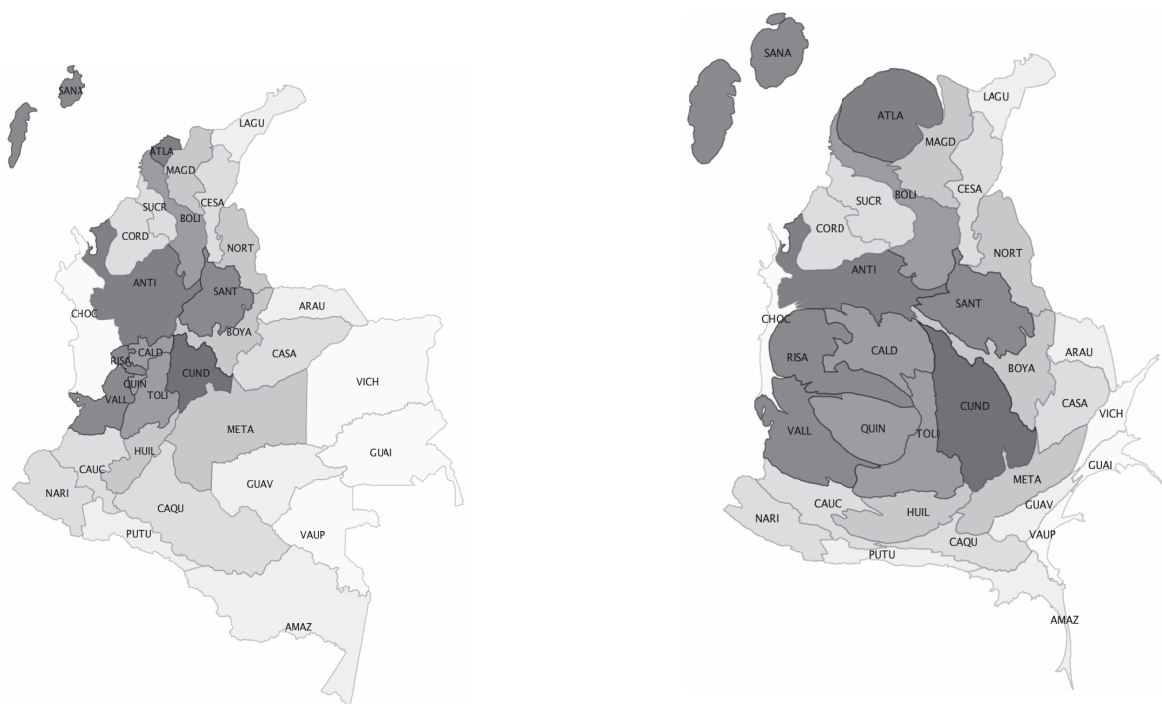 SANA
LAGU
ATLA
MAGD
CESA
SUCR
BOLI
CORD
NORT
ANTI
SANT
ARAU
CHOC
BOYA
CALD
CASA
RISA
CUND
QUIN
VICH
TOLI
VALL
META
HUIL
GUAI
CAUC
GUAV
NARI
CAQU
PUTU
VAUP
AMAZ
SANA
LAGU
ATLA
MAGD
CESA
BOLI
SUCR
CORD
NORT
ANTI
SANT
CHOC
CALD
ARAU
RISA
BOYA
CASA
CUND
VICH
QUIN
VALL
TOLI
GUAI
META
CAUC
GUAV
HUIL
NARI
VAUP
CAQU
PUTU
AMAZ